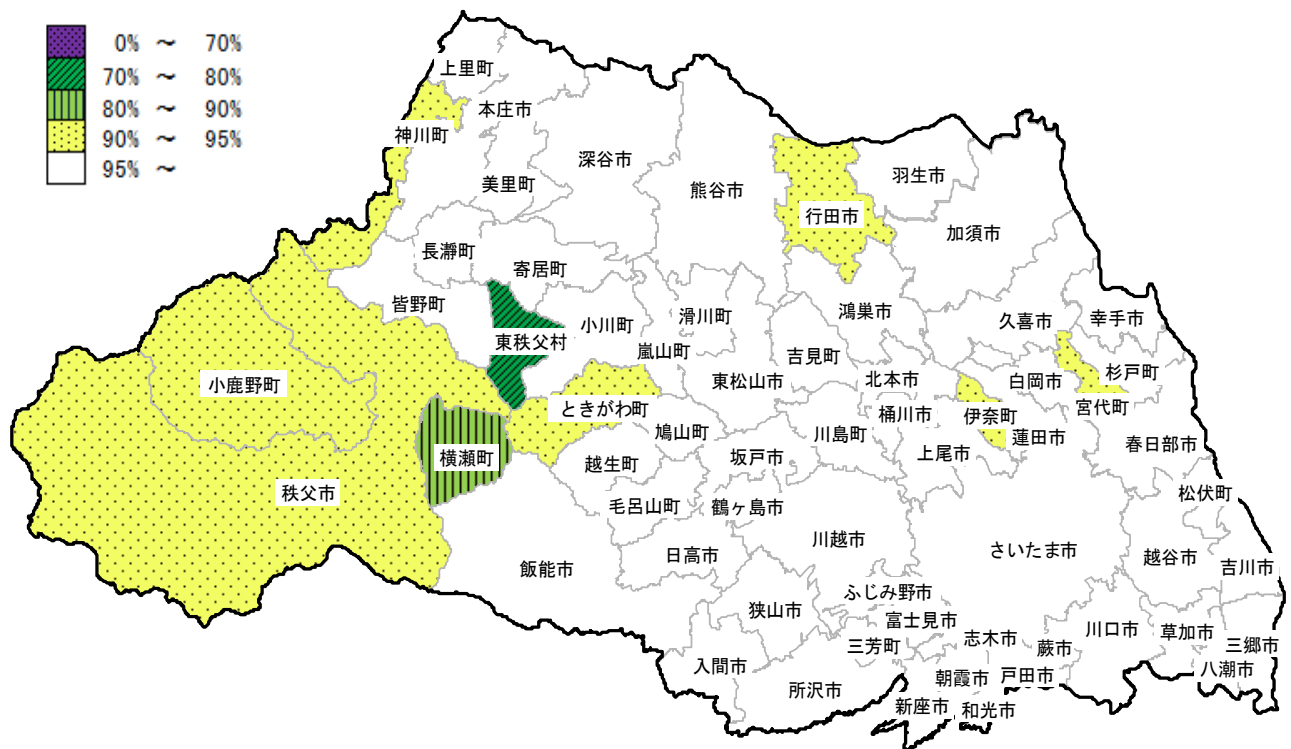 0% ～ 70%
70% ～ 80%
80% ～ 90%
90% ～ 95%
95% ～
上里町
本庄市
神川町
深谷市
熊谷市
美里町
羽生市
行田市
加須市
長瀞町
寄居町
皆野町
東秩父村
小川町
滑川町
嵐山町
吉見町
鴻巣市
久喜市
幸手市
小鹿野町
東松山市
北本市
白岡市
杉戸町
ときがわ町
桶川市
伊奈町
宮代町
鳩山町
川島町
蓮田市
春日部市
横瀬町
越生町
坂戸市
上尾市
秩父市
毛呂山町
鶴ヶ島市
松伏町
飯能市
日高市
川越市
さいたま市
越谷市
吉川市
ふじみ野市
狭山市
富士見市
三芳町
志木市
蕨市
川口市
草加市
三郷市
入間市
所沢市
朝霞市
戸田市
八潮市
新座市
和光市